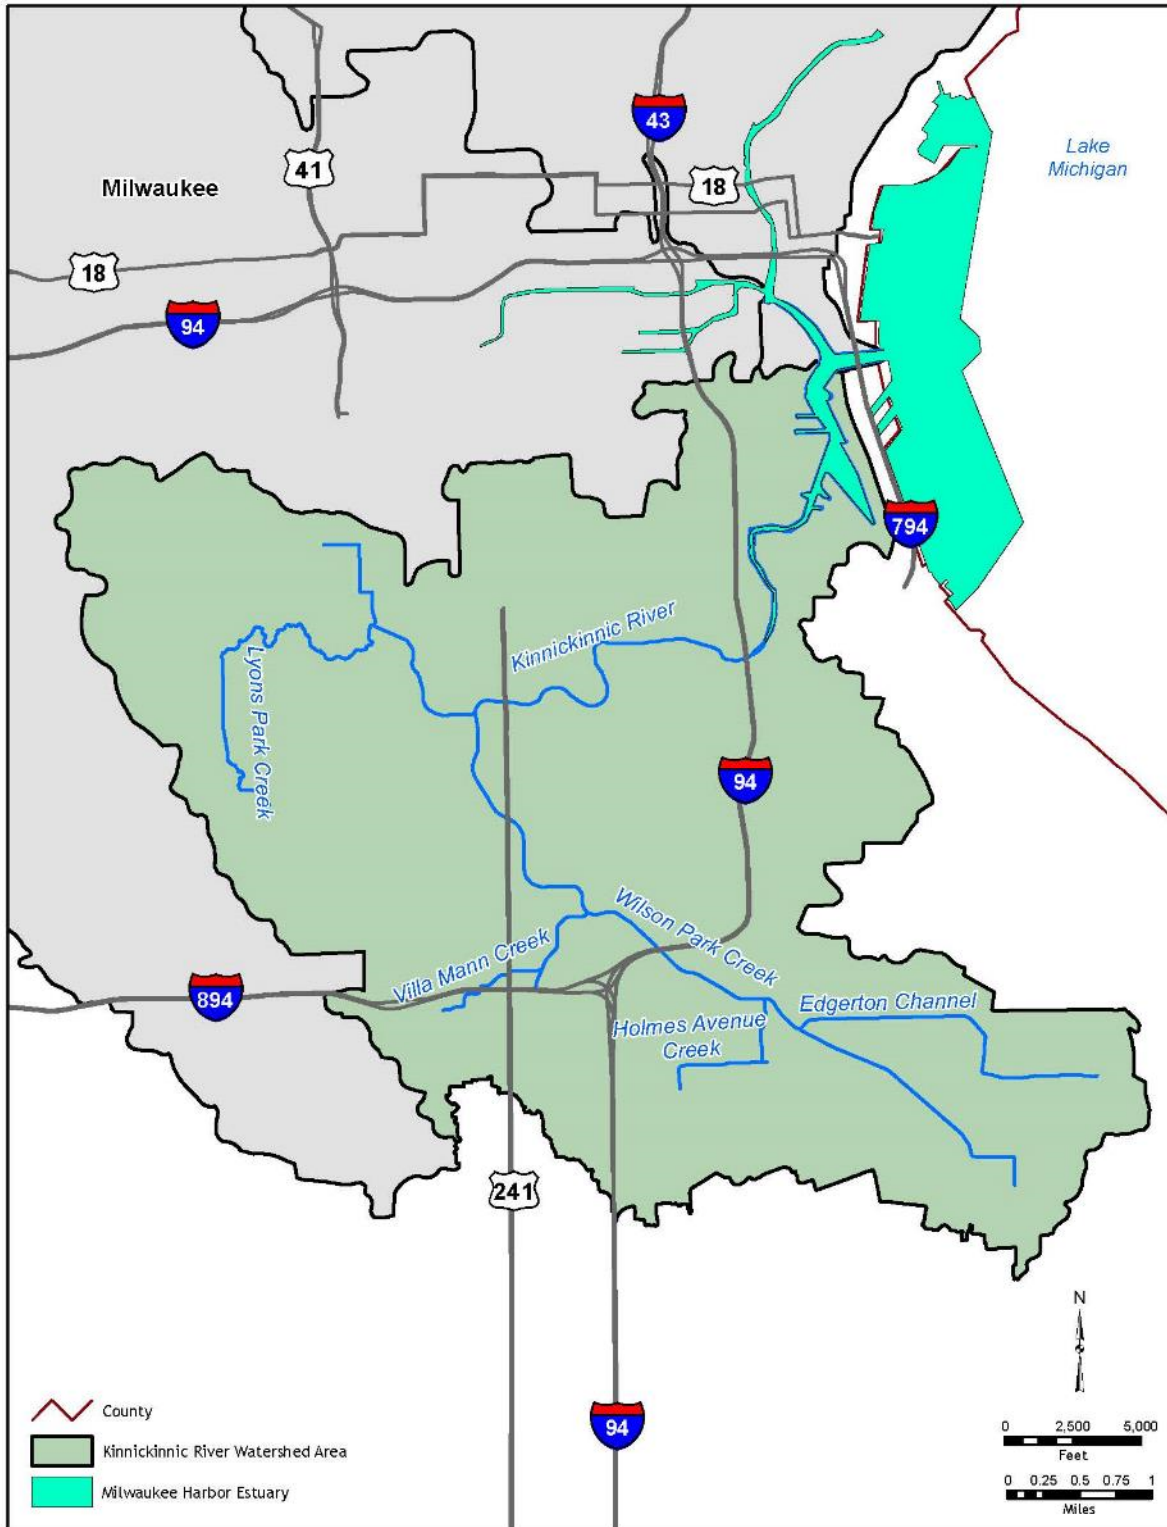 43
Lake
Michigan
41
Milwaukee
18
18
94
794
Kinnickinnic River
Lyons Park Creek
94
Wilson Park Creek
Villa Mann Creek
894
Edgerton Channel
Holmes Avenue
Creek
241
N
94
County
Kinnickinnic River Watershed Area
Milwaukee Harbor Estuary
0 2,500 5,000
Feet
0 0.25 0.5 0.75 1
Miles